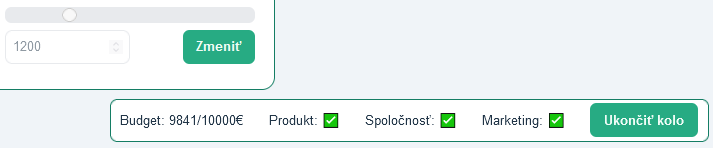 1200
Zmeniť
Budget: 9841/10000€ Produkt: ✅ Spoločnosť: ✅ Marketing: ✅ Ukončiť kolo